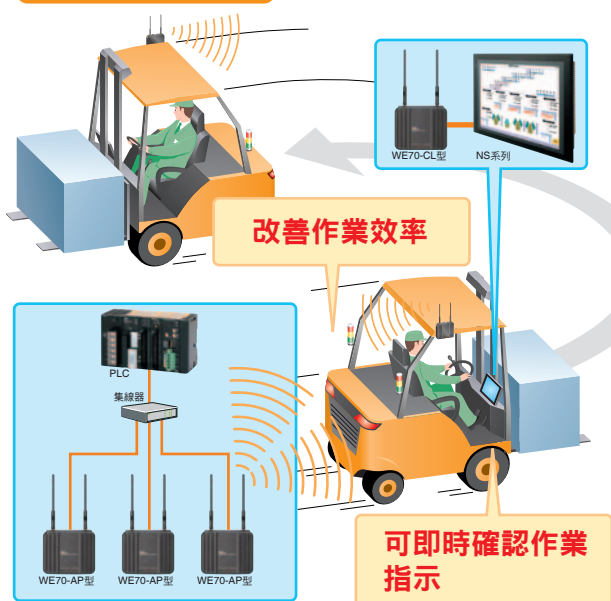 WE70-CL型
NS系列
改善作業效率
PLC
集線器
WE70-AP型
WE70-AP型
WE70-AP型
可即時確認作業
指示